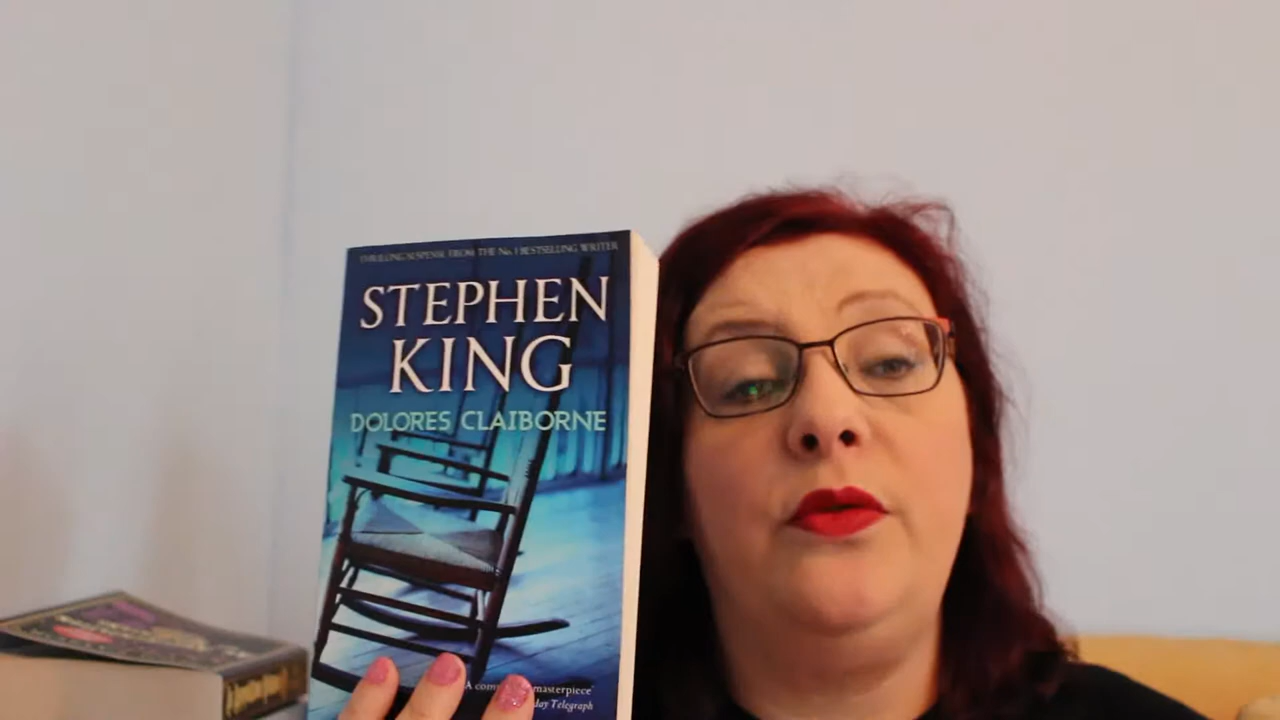 THRILLING SUSPENSE FROM THE No. 1 BESTSELLING WRITER
STEPHEN
KING
DOLORES CLAIBORNE
'A masterpiece'
Telegraph